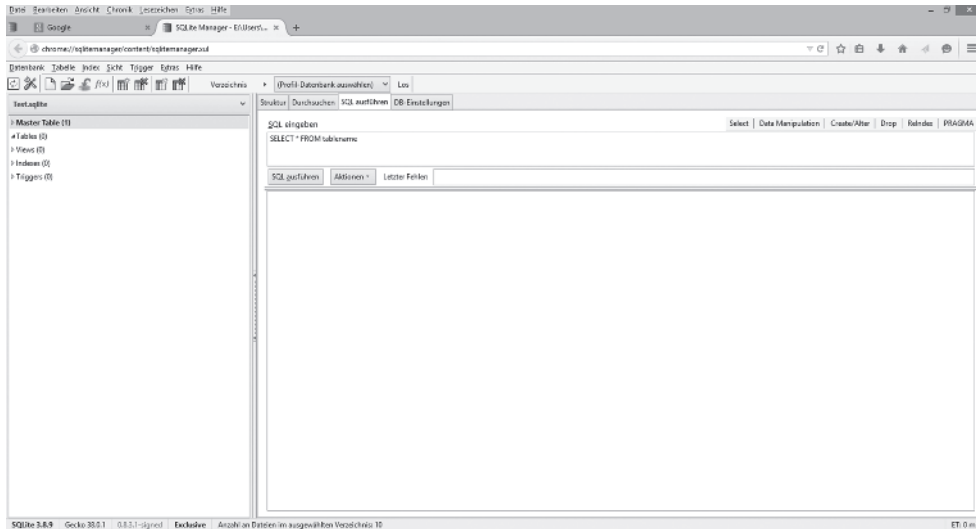 Datei Bearbeiten Ansicht Chronik Lesezeichen Extras Hilfe
Google × SQLite Manager - E:\Users\... × +
chrome://sqlitemanager/content/sqlitemanager.xul
Datenbank Tabelle Index Sicht Trigger Extras Hilfe
f(x) Verzeichnis (Profil-Datenbank auswählen) Los
Test.sqlite
Struktur Durchsuchen SQL ausführen DB-Einstellungen
Master Table (1)
Tables (0)
Views (0)
Indexes (0)
Triggers (0)
SQL eingeben
Select | Data Manipulation | Create/Alter | Drop | ReIndex | PRAGMA
SELECT * FROM tablename
SQL ausführen Aktionen Letzter Fehler:
SQLite 3.8.9 Gecko 38.0.1 0.8.3.1-signed Exclusive Anzahl an Dateien im ausgewählten Verzeichnis: 10 ET: 0 m